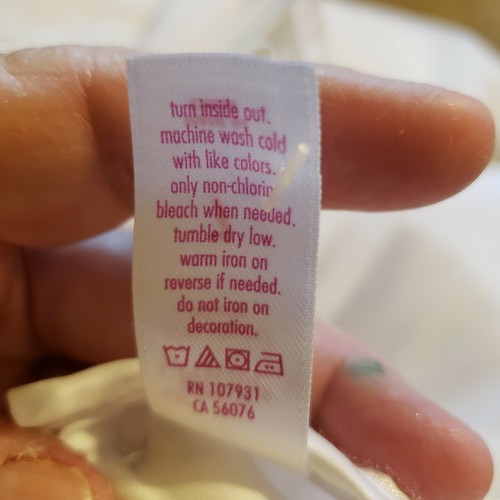 turn inside out.
machine wash cold
with like colors.
only non-chlorin
bleach when needed.
tumble dry low.
warm iron on
reverse if needed.
do not iron on
decoration.
RN 107931
CA 56076